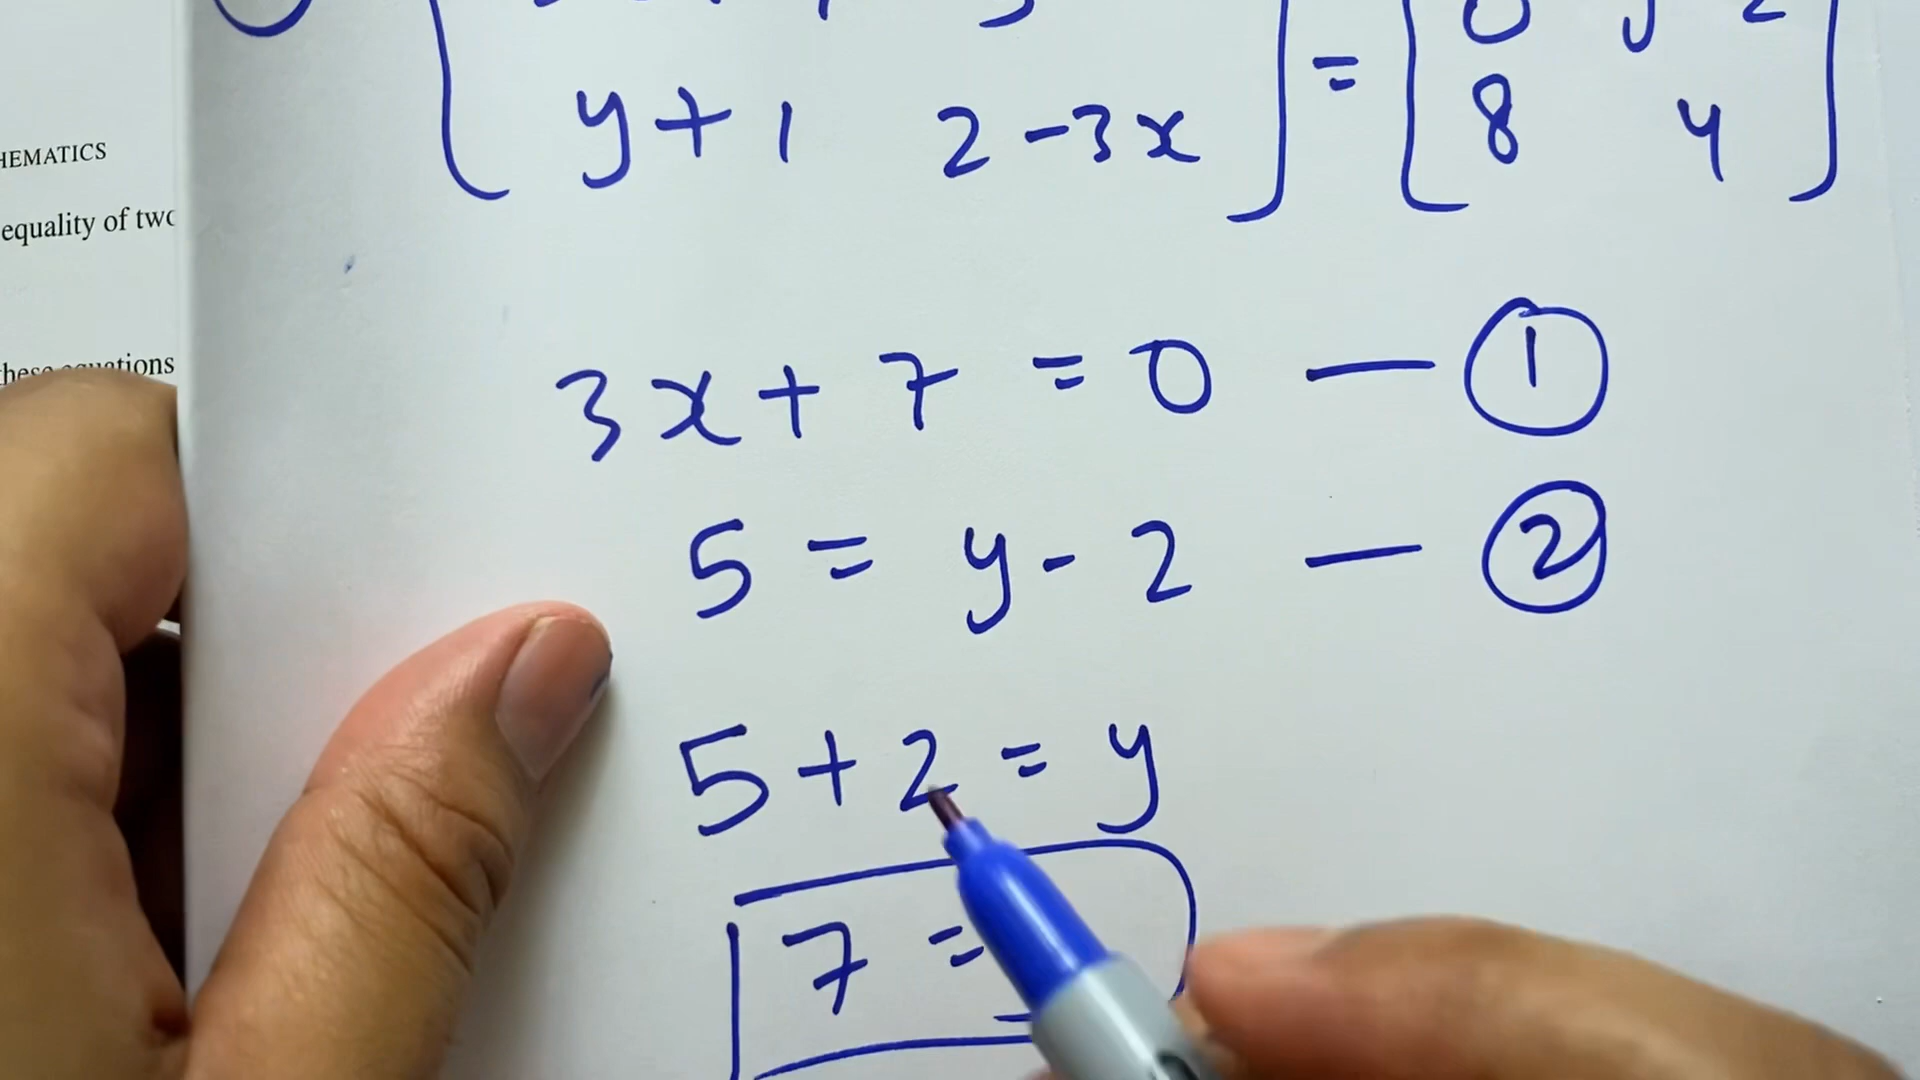 HEMATICS
equality of two
these equations
y+1 2-3x = 8 4
3x+7 = 0 — 1
5 = y-2 — 2
5+2 = y
7 =